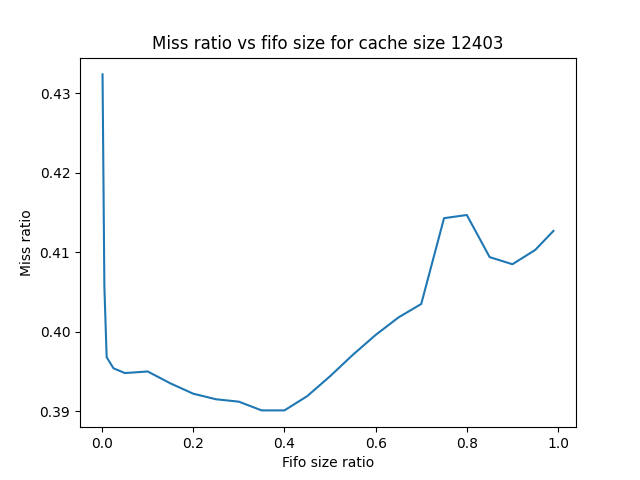 Miss ratio vs fifo size for cache size 12403
0.43
0.42
0.41
0.40
0.39
Miss ratio
0.0 0.2 0.4 0.6 0.8 1.0
Fifo size ratio